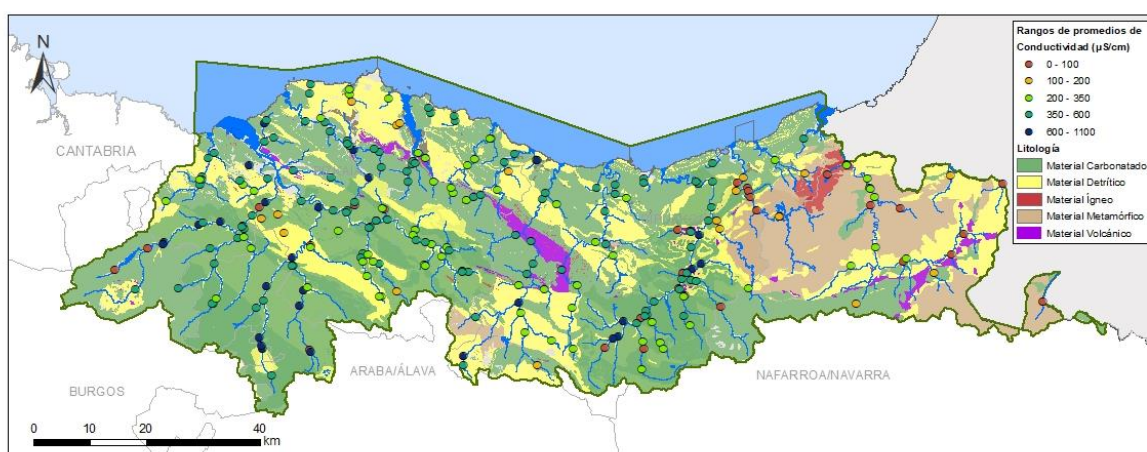 N
CANTABRIA
BURGOS
ARABA/ÁLAVA
NAFARROA/NAVARRA
0 10 20 40
km
Rangos de promedios de
Conductividad (µS/cm)
0 - 100
100 - 200
200 - 350
350 - 600
600 - 1100
Litología
Material Carbonatado
Material Detrítico
Material Ígneo
Material Metamórfico
Material Volcánico